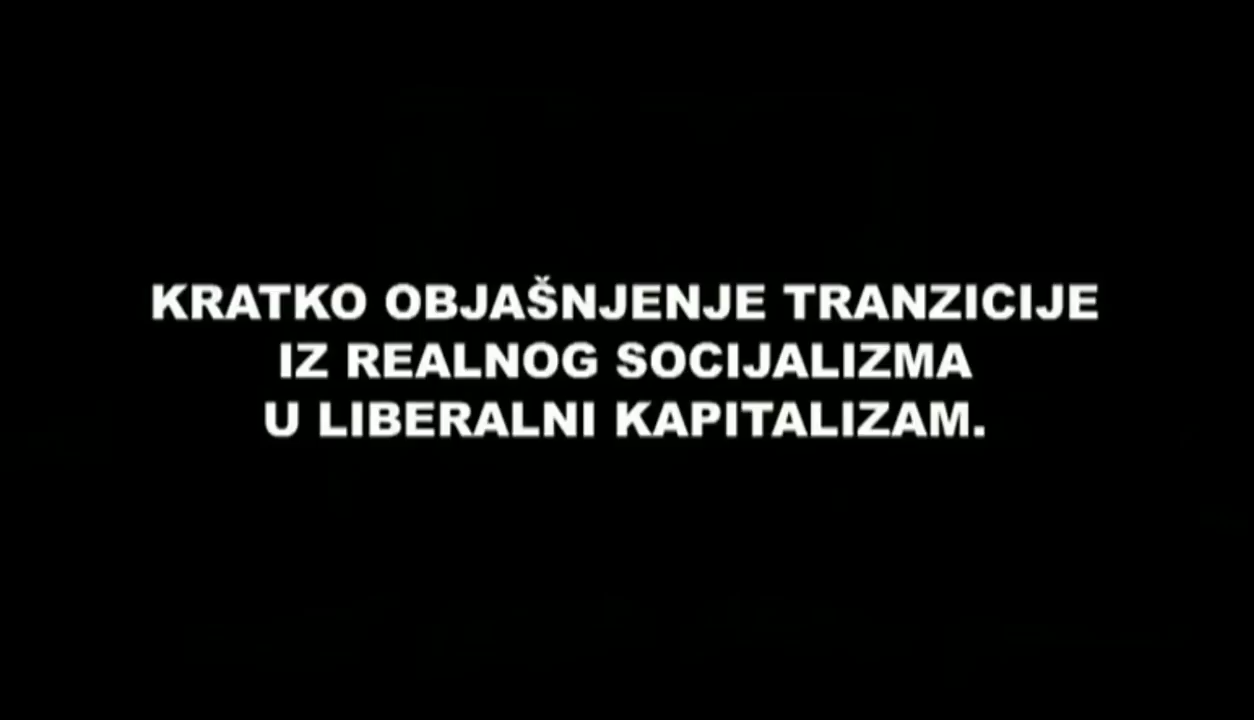 KRATKO OBJAŠNJENJE TRANZICIJE
IZ REALNOG SOCIJALIZMA
U LIBERALNI KAPITALIZAM.